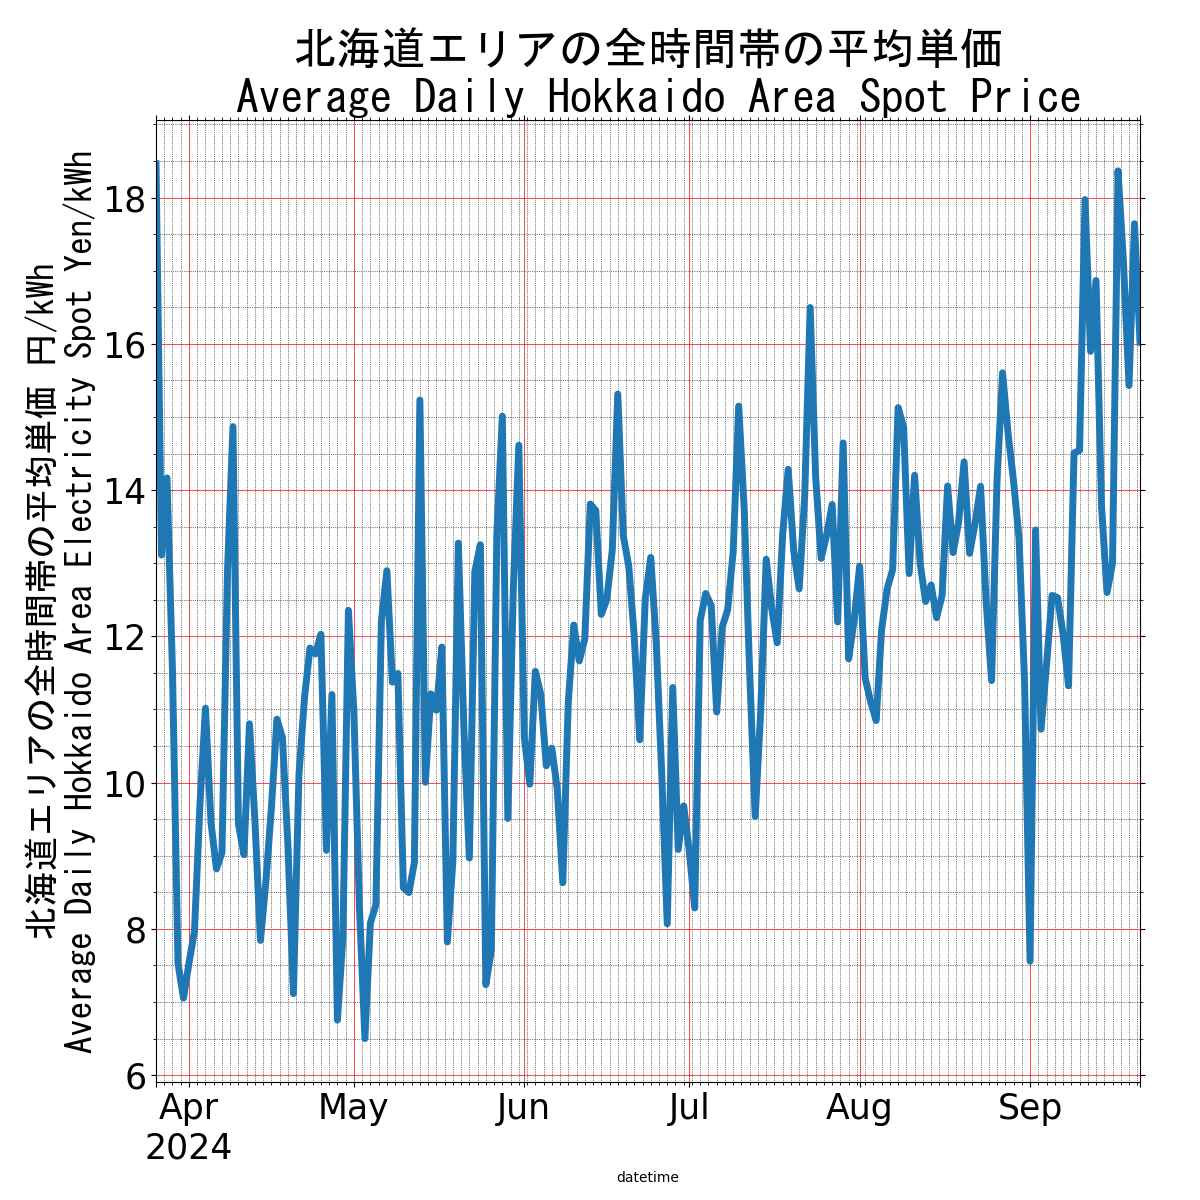 北海道エリアの全時間帯の平均単価
Average Daily Hokkaido Area Spot Price
北海道エリアの全時間帯の平均単価 円/kWh
Average Daily Hokkaido Area Electricity Spot Yen/kWh
18
16
14
12
10
8
6
Apr May Jun Jul Aug Sep
2024
datetime